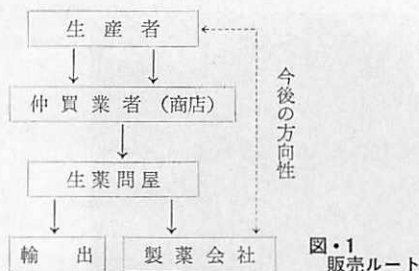 生産者
仲買業者（商店）
今後の方向性
生薬問屋
輸出
製薬会社
図・1
販売ルート